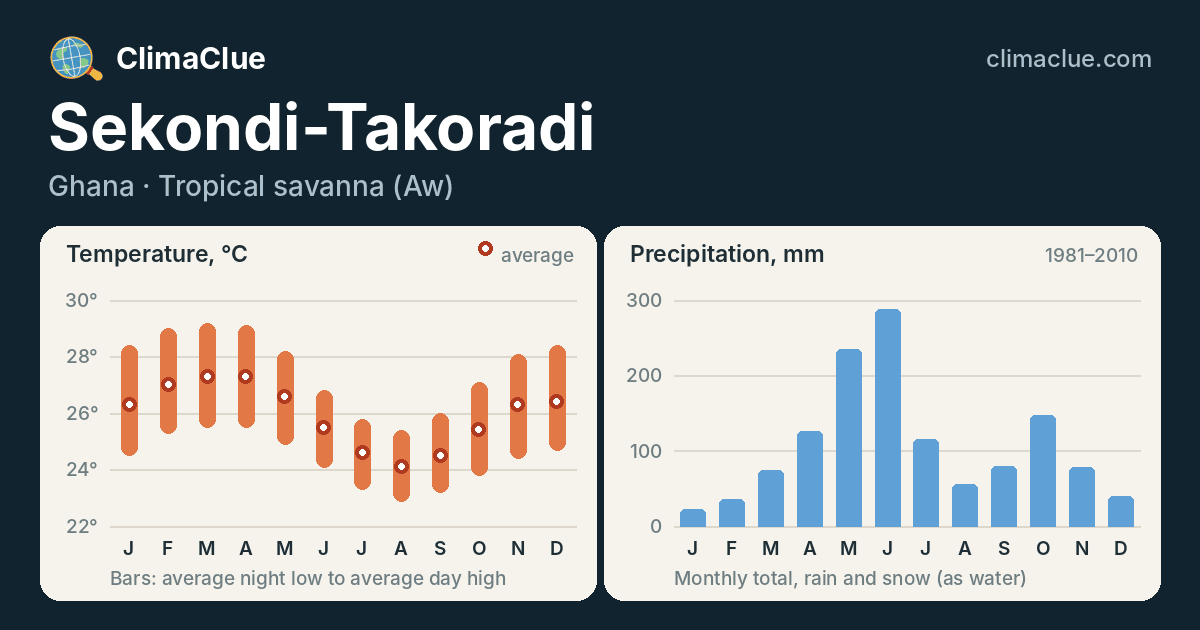 ClimaClue
climaclue.com
Sekondi-Takoradi
Ghana · Tropical savanna (Aw)
Temperature, °C
average
30°
28°
26°
24°
22°
J F M A M J J A S O N D
Bars: average night low to average day high
Precipitation, mm
1981–2010
300
200
100
0
J F M A M J J A S O N D
Monthly total, rain and snow (as water)